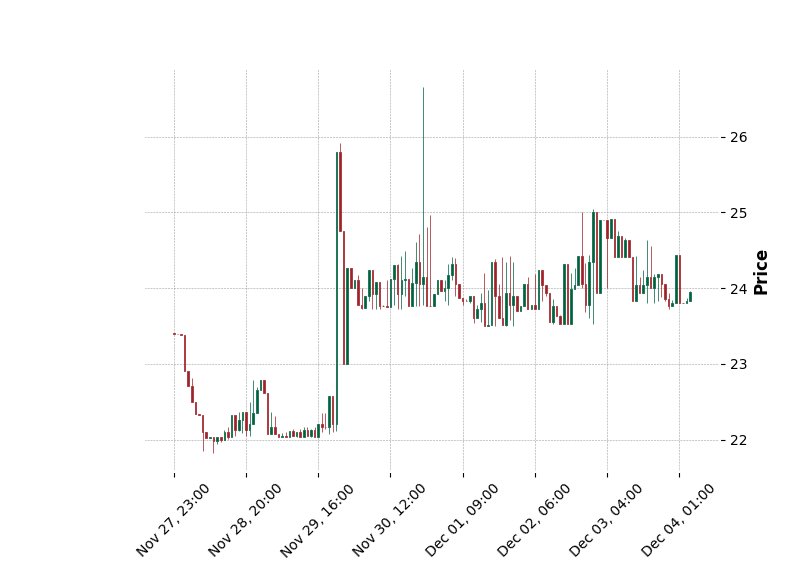 26
25
24
23
22
Price
Nov 27, 23:00
Nov 28, 20:00
Nov 29, 16:00
Nov 30, 12:00
Dec 01, 09:00
Dec 02, 06:00
Dec 03, 04:00
Dec 04, 01:00